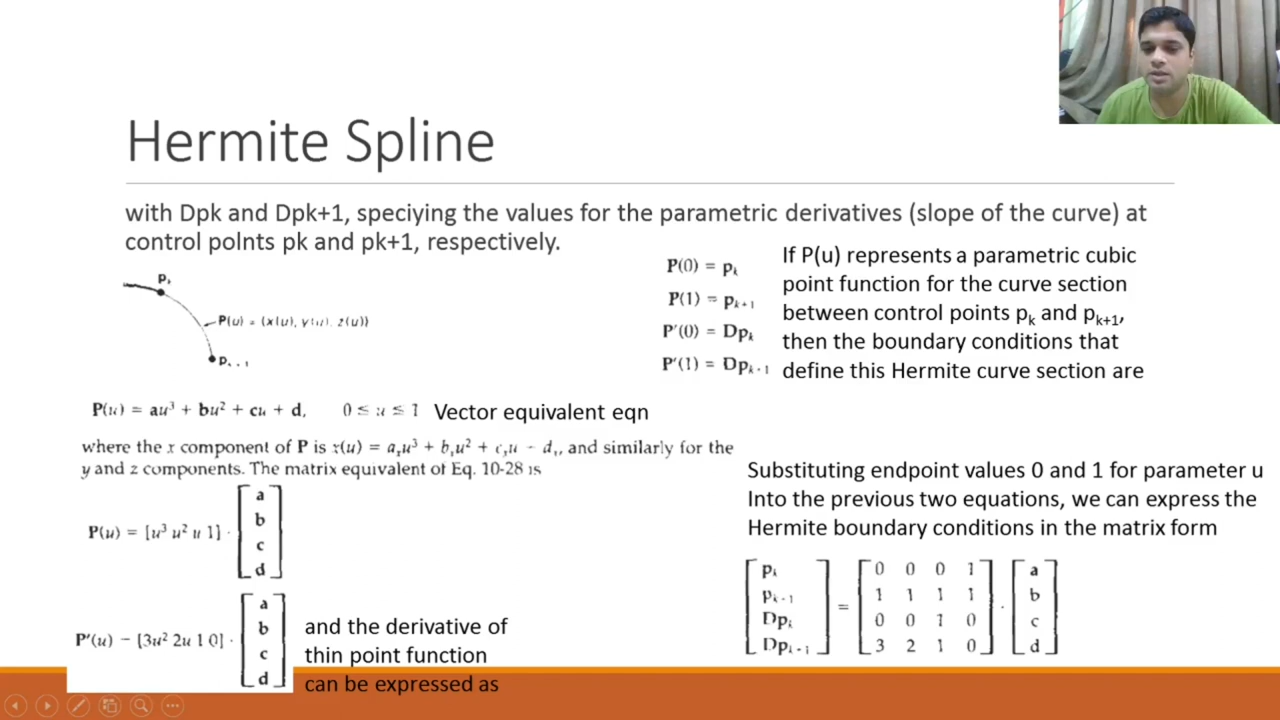 Hermite Spline
with Dpk and Dpk+1, speciying the values for the parametric derivatives (slope of the curve) at
control polnts pk and pk+1, respectively.
P(u) = (x(u), y(u), z(u))
P(0) = pk
P(1) = pk+1
P'(0) = Dpk
P'(1) = Dpk+1
If P(u) represents a parametric cubic
point function for the curve section
between control points pk and pk+1,
then the boundary conditions that
define this Hermite curve section are
P(u) = au³ + bu² + cu + d, 0 ≤ u ≤ 1 Vector equivalent eqn
where the x component of P is x(u) = axu³ + bxu² + cxu + dx, and similarly for the
y and z components. The matrix equivalent of Eq. 10-28 is
P(u) = [u³ u² u 1] ·
a
b
c
d
P'(u) = [3u² 2u 1 0] ·
a
b
c
d
and the derivative of
thin point function
can be expressed as
Substituting endpoint values 0 and 1 for parameter u
Into the previous two equations, we can express the
Hermite boundary conditions in the matrix form
pk 0 0 0 1 a
pk+1 1 1 1 1 b
= ·
Dpk 0 0 1 0 c
Dpk+1 3 2 1 0 d